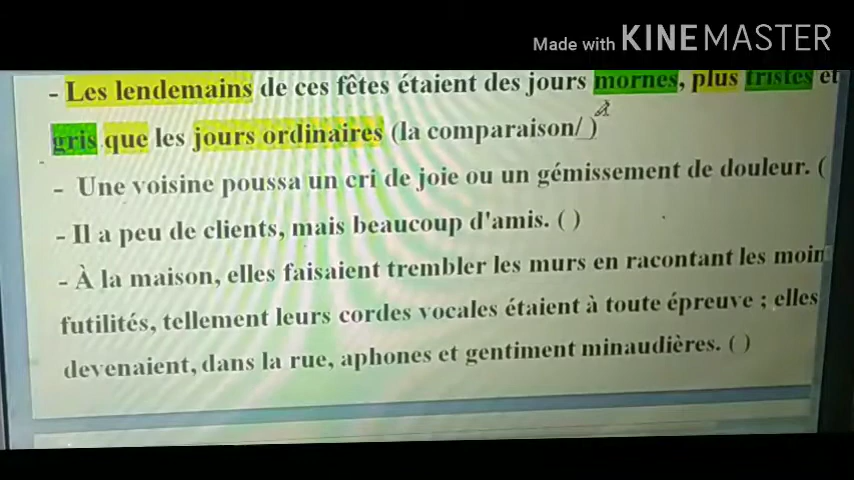 Made with KINEMASTER
- Les lendemains de ces fêtes étaient des jours mornes, plus tristes et
gris que les jours ordinaires (la comparaison/ )
- Une voisine poussa un cri de joie ou un gémissement de douleur. (
- Il a peu de clients, mais beaucoup d'amis. ( )
- À la maison, elles faisaient trembler les murs en racontant les moin
futilités, tellement leurs cordes vocales étaient à toute épreuve ; elles
devenaient, dans la rue, aphones et gentiment minaudières. ( )